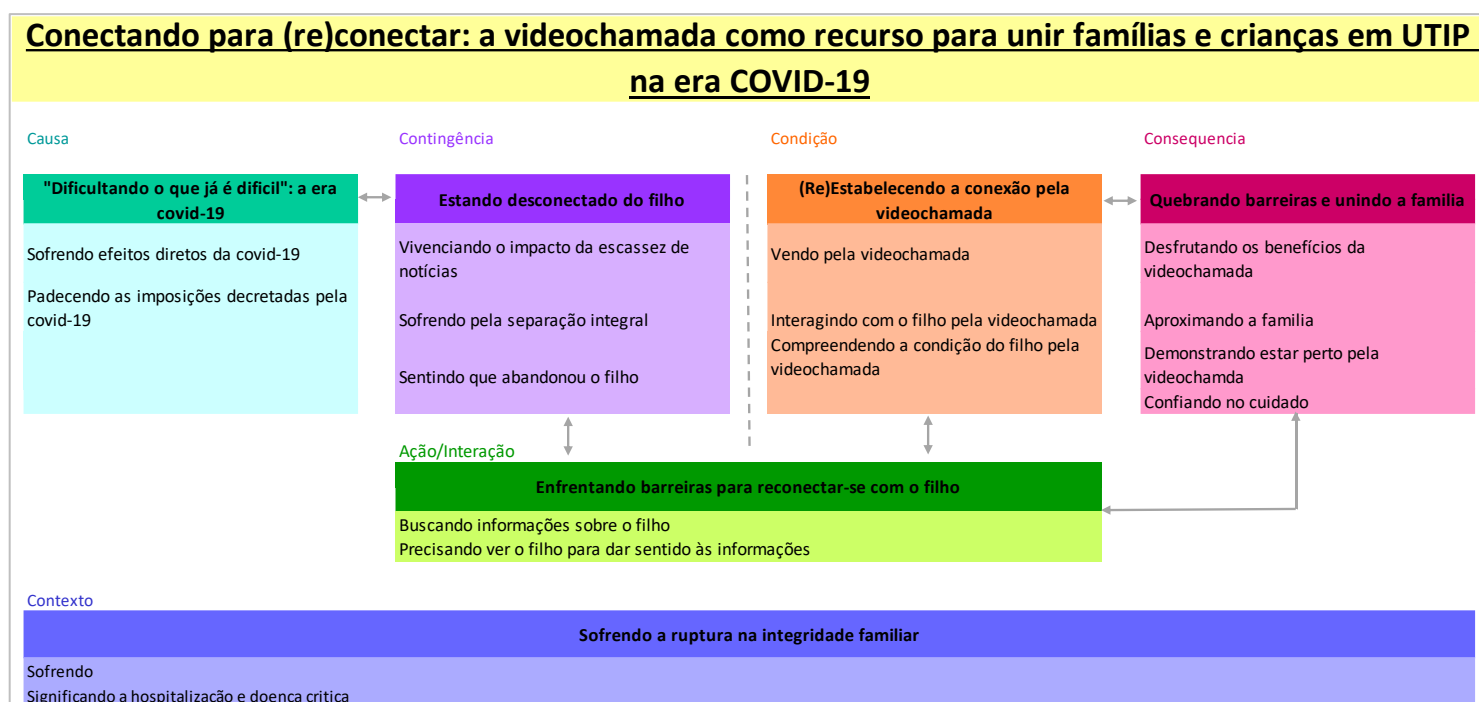 Conectando para (re)conectar: a videochamada como recurso para unir famílias e crianças em UTIP
na era COVID-19
Causa
Contingência
Condição
Consequencia
"Dificultando o que já é dificil": a era
covid-19
Estando desconectado do filho
(Re)Estabelecendo a conexão pela
videochamada
Quebrando barreiras e unindo a familia
Sofrendo efeitos diretos da covid-19
Padecendo as imposições decretadas pela
covid-19
Vivenciando o impacto da escassez de
notícias
Sofrendo pela separação integral
Sentindo que abandonou o filho
Vendo pela videochamada
Interagindo com o filho pela videochamada
Compreendendo a condição do filho pela
videochamada
Desfrutando os benefícios da
videochamada
Aproximando a familia
Demonstrando estar perto pela
videochamda
Confiando no cuidado
Ação/Interação
Enfrentando barreiras para reconectar-se com o filho
Buscando informações sobre o filho
Precisando ver o filho para dar sentido às informações
Contexto
Sofrendo a ruptura na integridade familiar
Sofrendo
Significando a hospitalização e doença critica